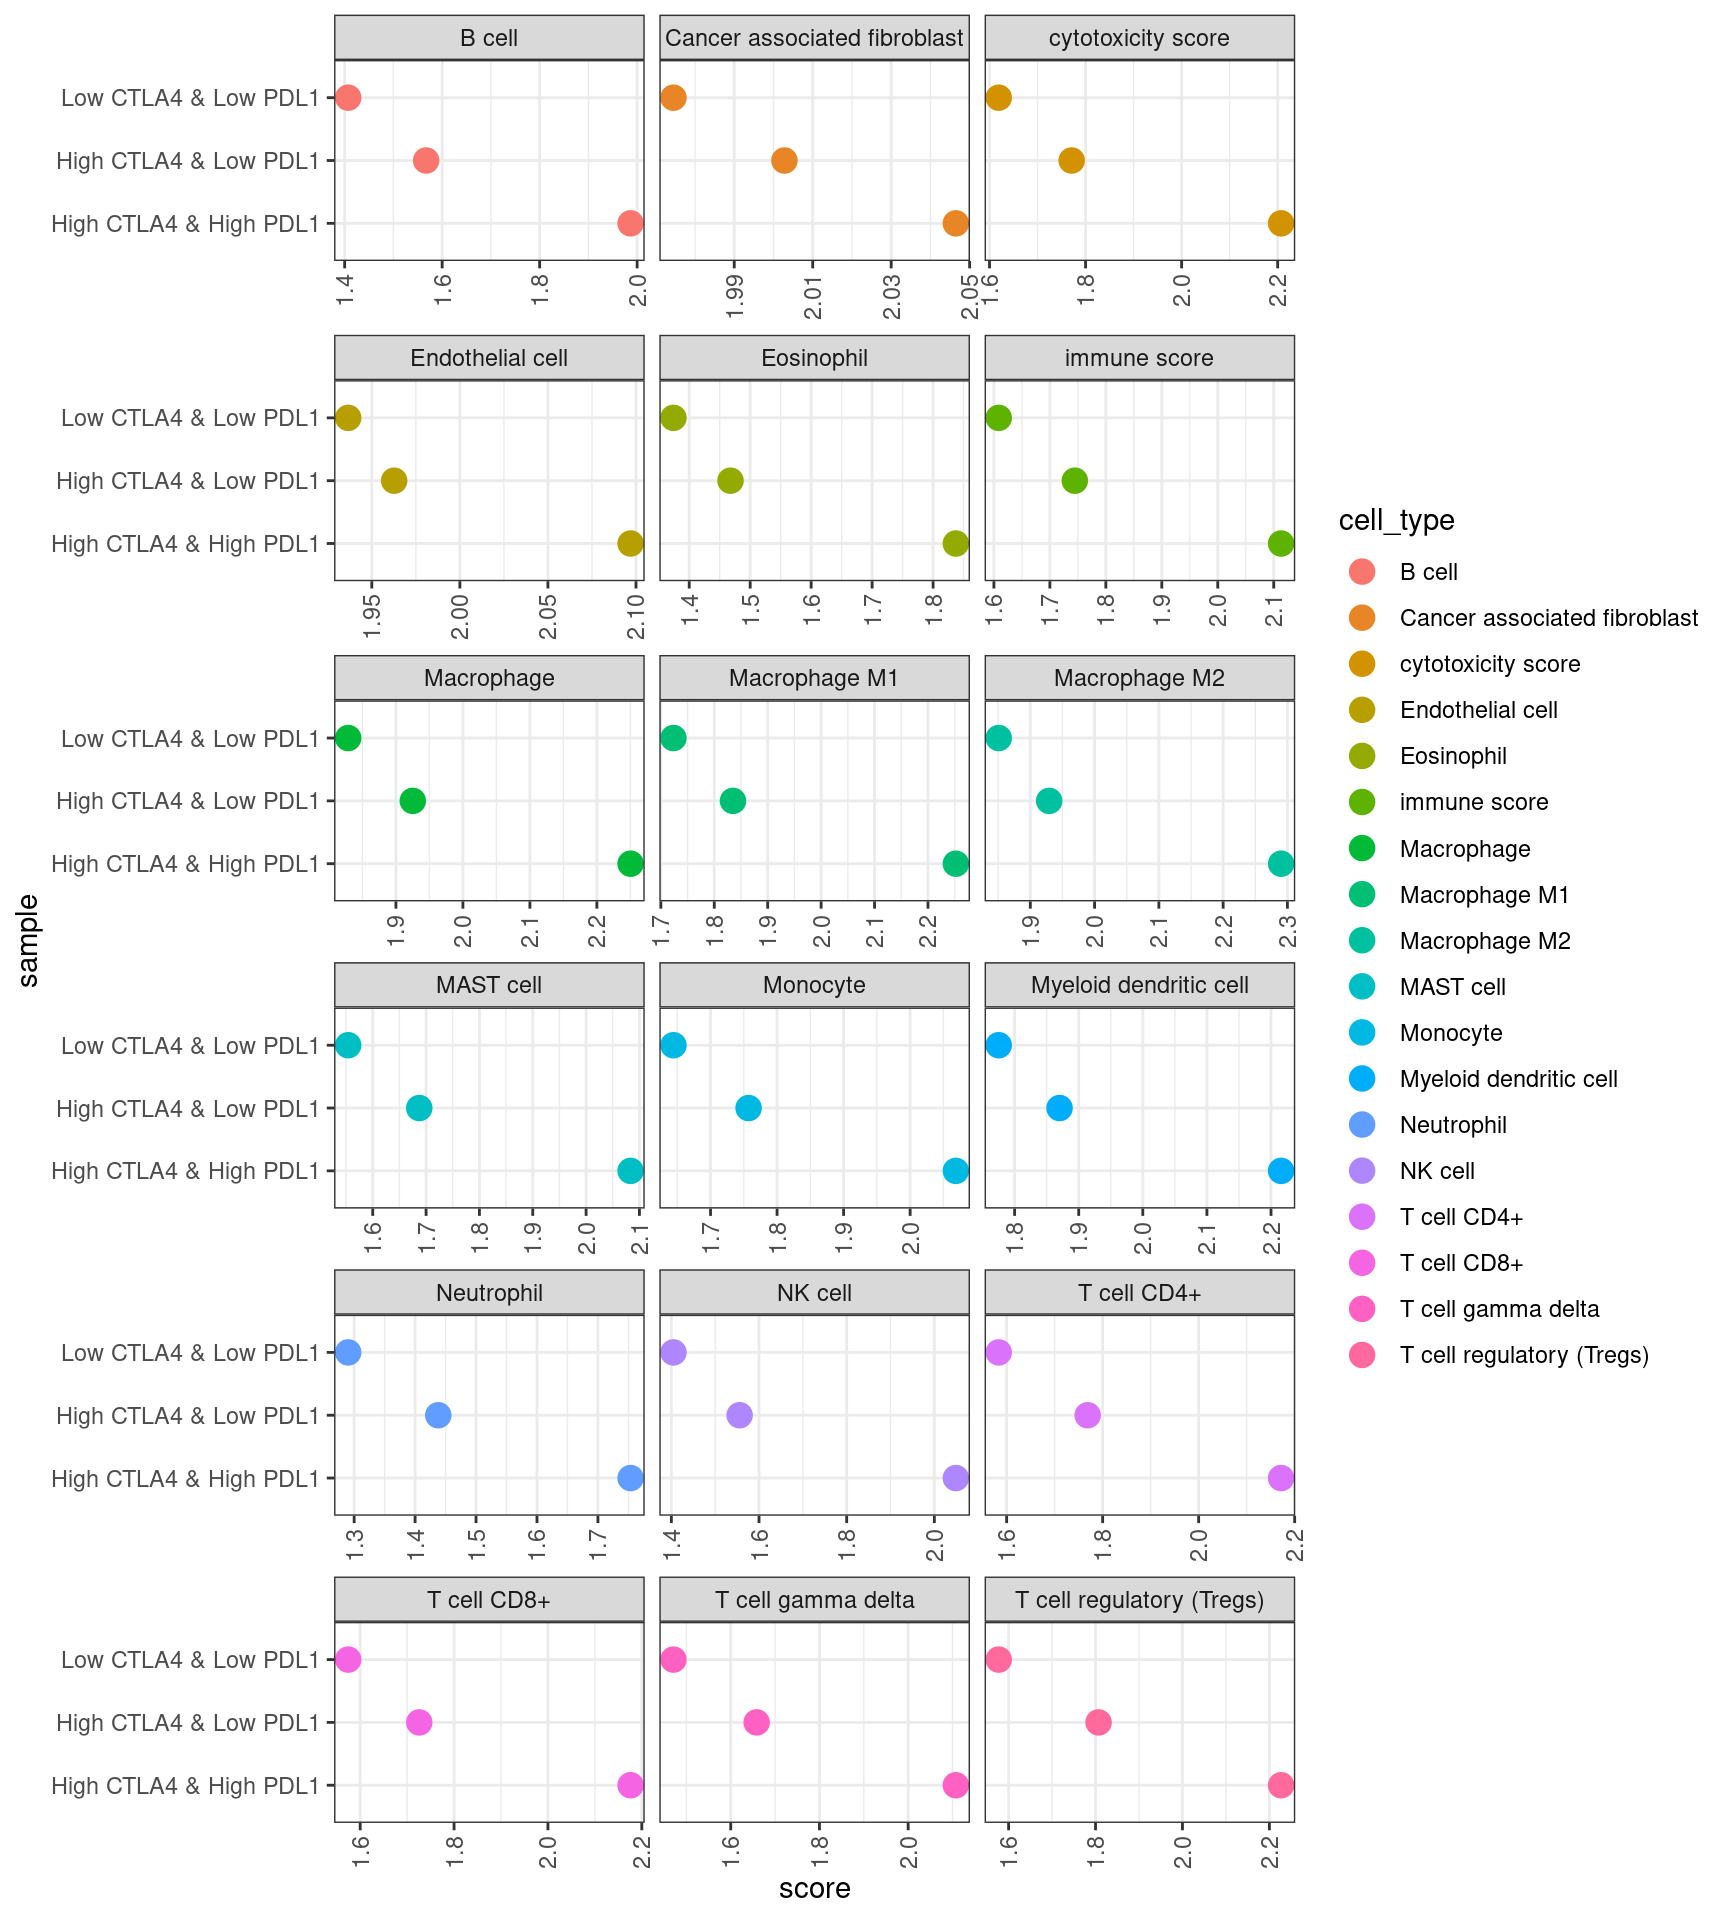 B cell
Cancer associated fibroblast
cytotoxicity score
Low CTLA4 & Low PDL1
High CTLA4 & Low PDL1
High CTLA4 & High PDL1
1.4 1.6 1.8 2.0
1.99 2.01 2.03 2.05
1.6 1.8 2.0 2.2
Endothelial cell
Eosinophil
immune score
Low CTLA4 & Low PDL1
High CTLA4 & Low PDL1
High CTLA4 & High PDL1
1.95 2.00 2.05 2.10
1.4 1.5 1.6 1.7 1.8
1.6 1.7 1.8 1.9 2.0 2.1
Macrophage
Macrophage M1
Macrophage M2
Low CTLA4 & Low PDL1
High CTLA4 & Low PDL1
High CTLA4 & High PDL1
1.9 2.0 2.1 2.2
1.7 1.8 1.9 2.0 2.1 2.2
1.9 2.0 2.1 2.2 2.3
MAST cell
Monocyte
Myeloid dendritic cell
Low CTLA4 & Low PDL1
High CTLA4 & Low PDL1
High CTLA4 & High PDL1
1.6 1.7 1.8 1.9 2.0 2.1
1.7 1.8 1.9 2.0
1.8 1.9 2.0 2.1 2.2
Neutrophil
NK cell
T cell CD4+
Low CTLA4 & Low PDL1
High CTLA4 & Low PDL1
High CTLA4 & High PDL1
1.3 1.4 1.5 1.6 1.7
1.4 1.6 1.8 2.0
1.6 1.8 2.0 2.2
T cell CD8+
T cell gamma delta
T cell regulatory (Tregs)
Low CTLA4 & Low PDL1
High CTLA4 & Low PDL1
High CTLA4 & High PDL1
1.6 1.8 2.0 2.2
1.6 1.8 2.0
1.6 1.8 2.0 2.2
score
sample
cell_type
B cell
Cancer associated fibroblast
cytotoxicity score
Endothelial cell
Eosinophil
immune score
Macrophage
Macrophage M1
Macrophage M2
MAST cell
Monocyte
Myeloid dendritic cell
Neutrophil
NK cell
T cell CD4+
T cell CD8+
T cell gamma delta
T cell regulatory (Tregs)